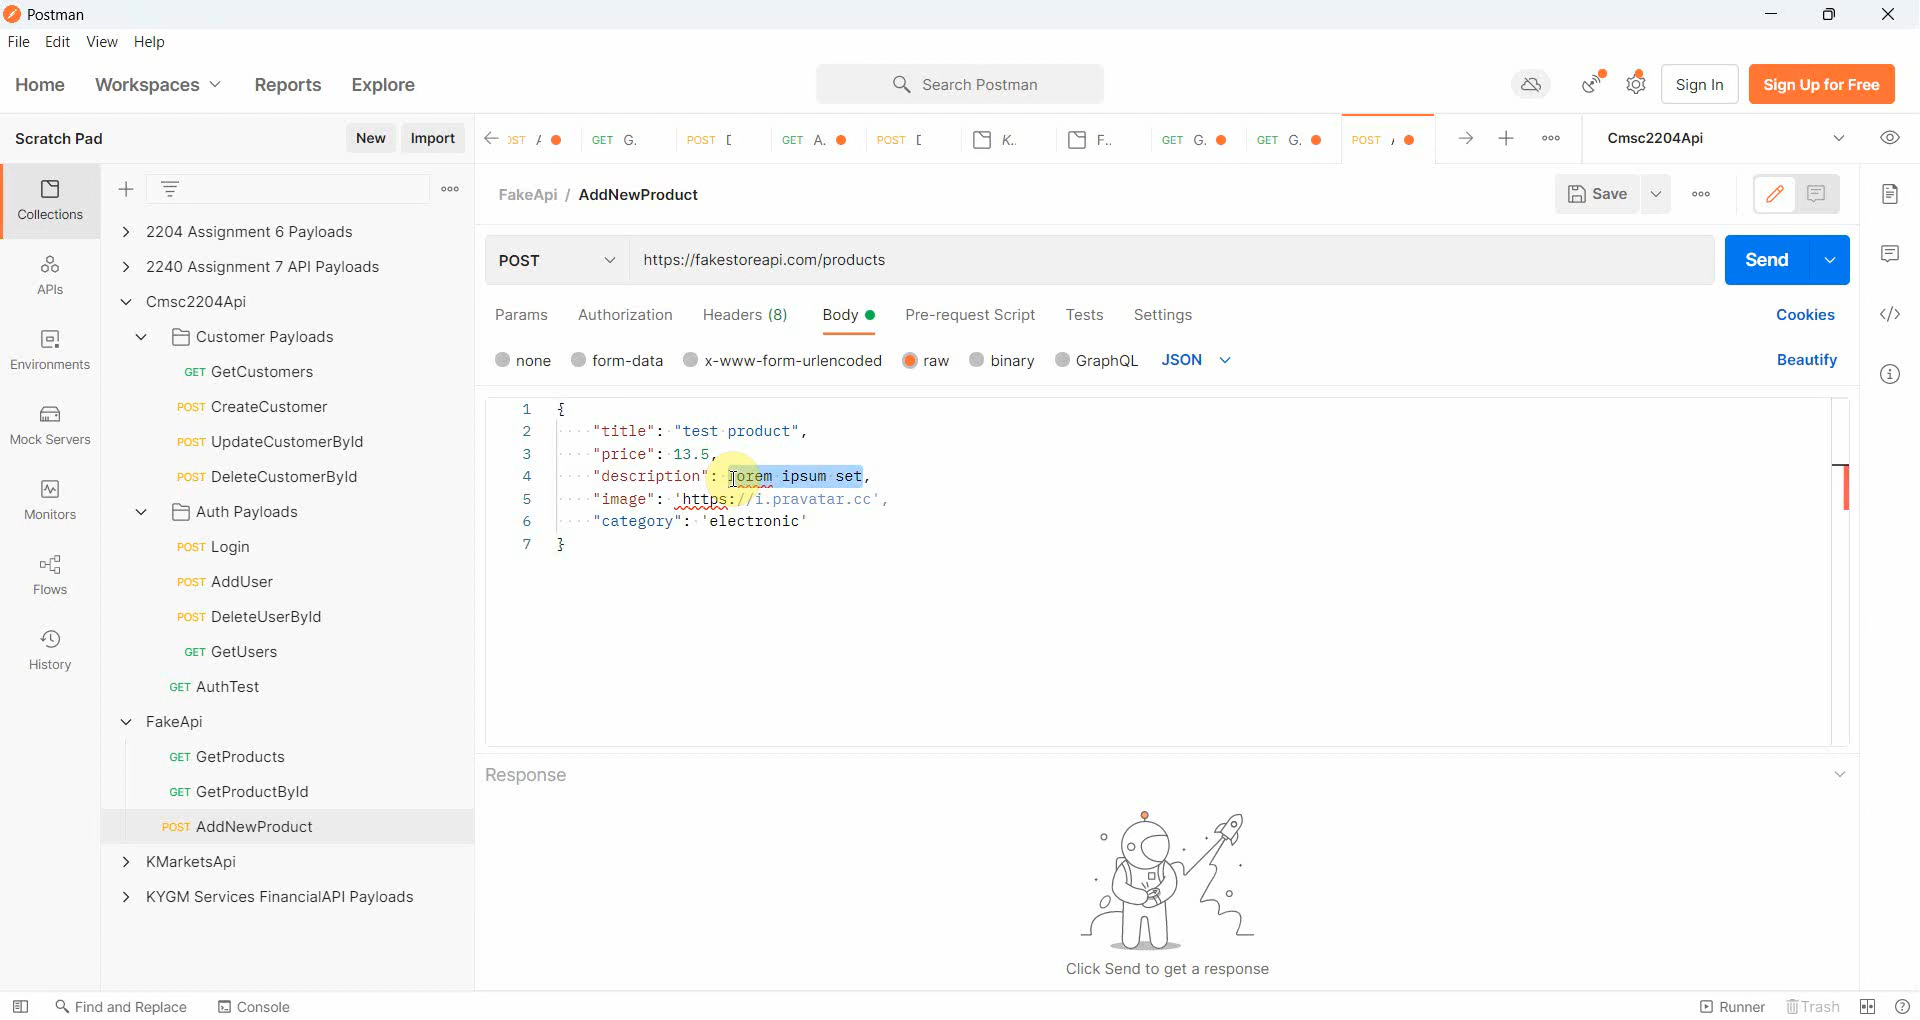 Postman
File Edit View Help
Home Workspaces Reports Explore Search Postman Sign In Sign Up for Free
Scratch Pad New Import
GET G. POST GET A. POST K.. F.. GET G. GET G. POST Cmsc2204Api
Collections
APIs
Environments
Mock Servers
Monitors
Flows
History
2204 Assignment 6 Payloads
2240 Assignment 7 API Payloads
Cmsc2204Api
Customer Payloads
GET GetCustomers
POST CreateCustomer
POST UpdateCustomerById
POST DeleteCustomerById
Auth Payloads
POST Login
POST AddUser
POST DeleteUserById
GET GetUsers
GET AuthTest
FakeApi
GET GetProducts
GET GetProductById
POST AddNewProduct
KMarketsApi
KYGM Services FinancialAPI Payloads
FakeApi / AddNewProduct Save
POST https://fakestoreapi.com/products Send
Params Authorization Headers (8) Body Pre-request Script Tests Settings Cookies
none form-data x-www-form-urlencoded raw binary GraphQL JSON Beautify
1 {
2 "title": "test product",
3 "price": 13.5,
4 "description": lorem ipsum set,
5 "image": 'https://i.pravatar.cc',
6 "category": 'electronic'
7 }
Response
Click Send to get a response
Find and Replace Console Runner Trash